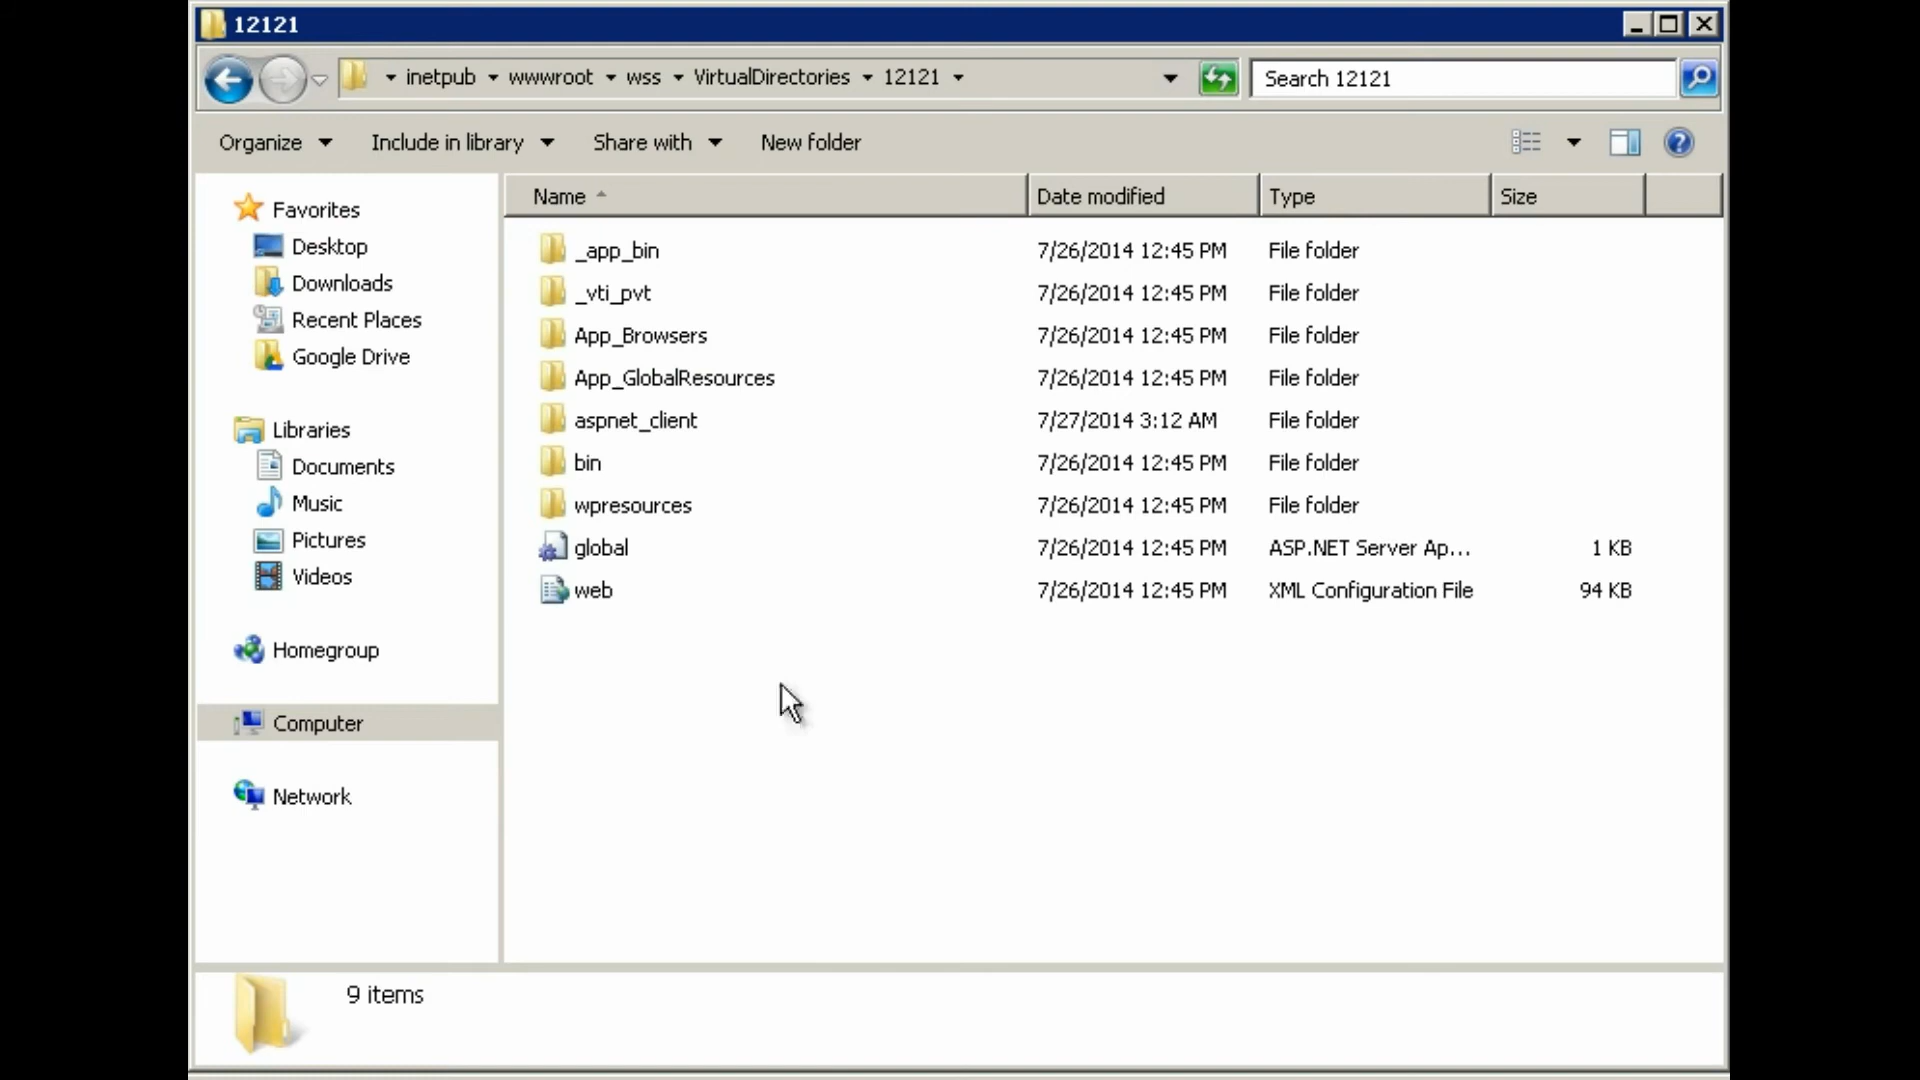 12121
inetpub wwwroot wss VirtualDirectories 12121
Search 12121
Organize Include in library Share with New folder
Favorites
Desktop
Downloads
Recent Places
Google Drive
Libraries
Documents
Music
Pictures
Videos
Homegroup
Computer
Network
Name Date modified Type Size
_app_bin 7/26/2014 12:45 PM File folder
_vti_pvt 7/26/2014 12:45 PM File folder
App_Browsers 7/26/2014 12:45 PM File folder
App_GlobalResources 7/26/2014 12:45 PM File folder
aspnet_client 7/27/2014 3:12 AM File folder
bin 7/26/2014 12:45 PM File folder
wpresources 7/26/2014 12:45 PM File folder
global 7/26/2014 12:45 PM ASP.NET Server Ap... 1 KB
web 7/26/2014 12:45 PM XML Configuration File 94 KB
9 items